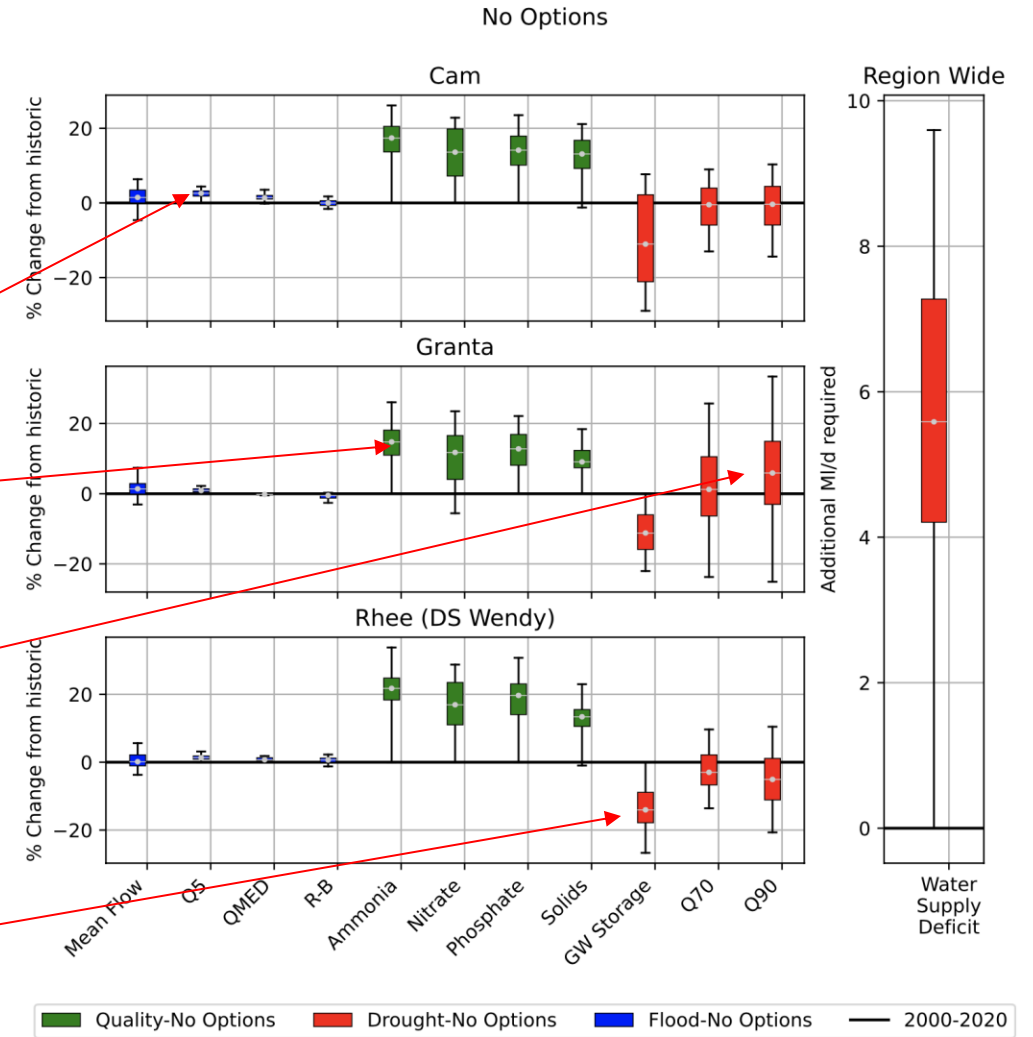 No Options
Cam
% Change from historic
20
0
−20
Granta
% Change from historic
20
0
−20
Rhee (DS Wendy)
% Change from historic
20
0
−20
Mean Flow
Q5
QMED
R-B
Ammonia
Nitrate
Phosphate
Solids
GW Storage
Q70
Q90
Region Wide
Additional Ml/d required
10
8
6
4
2
0
Water
Supply
Deficit
Quality-No Options
Drought-No Options
Flood-No Options
2000-2020